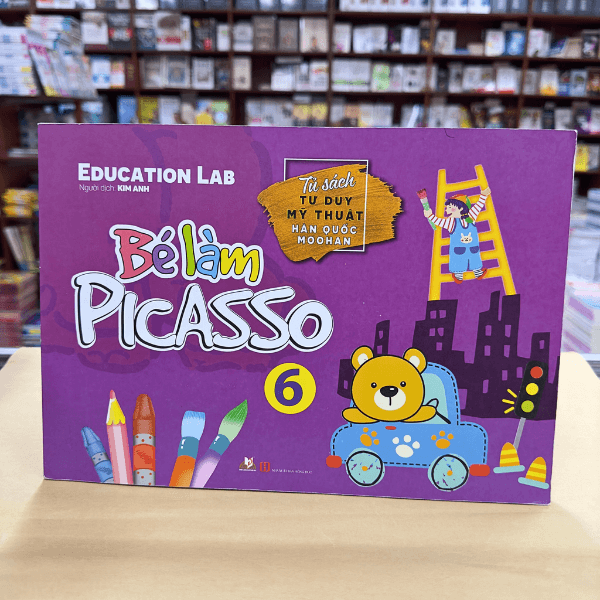 EDUCATION LAB
Người dịch: KIM ANH
Tủ sách
TƯ DUY
MỸ THUẬT
HÀN QUỐC
MOOHAN
Bé làm
PICASSO
6